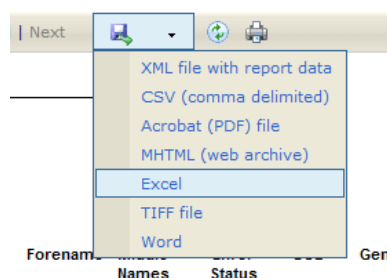 | Next
XML file with report data
CSV (comma delimited)
Acrobat (PDF) file
MHTML (web archive)
Excel
TIFF file
Word
Forename
Names Status